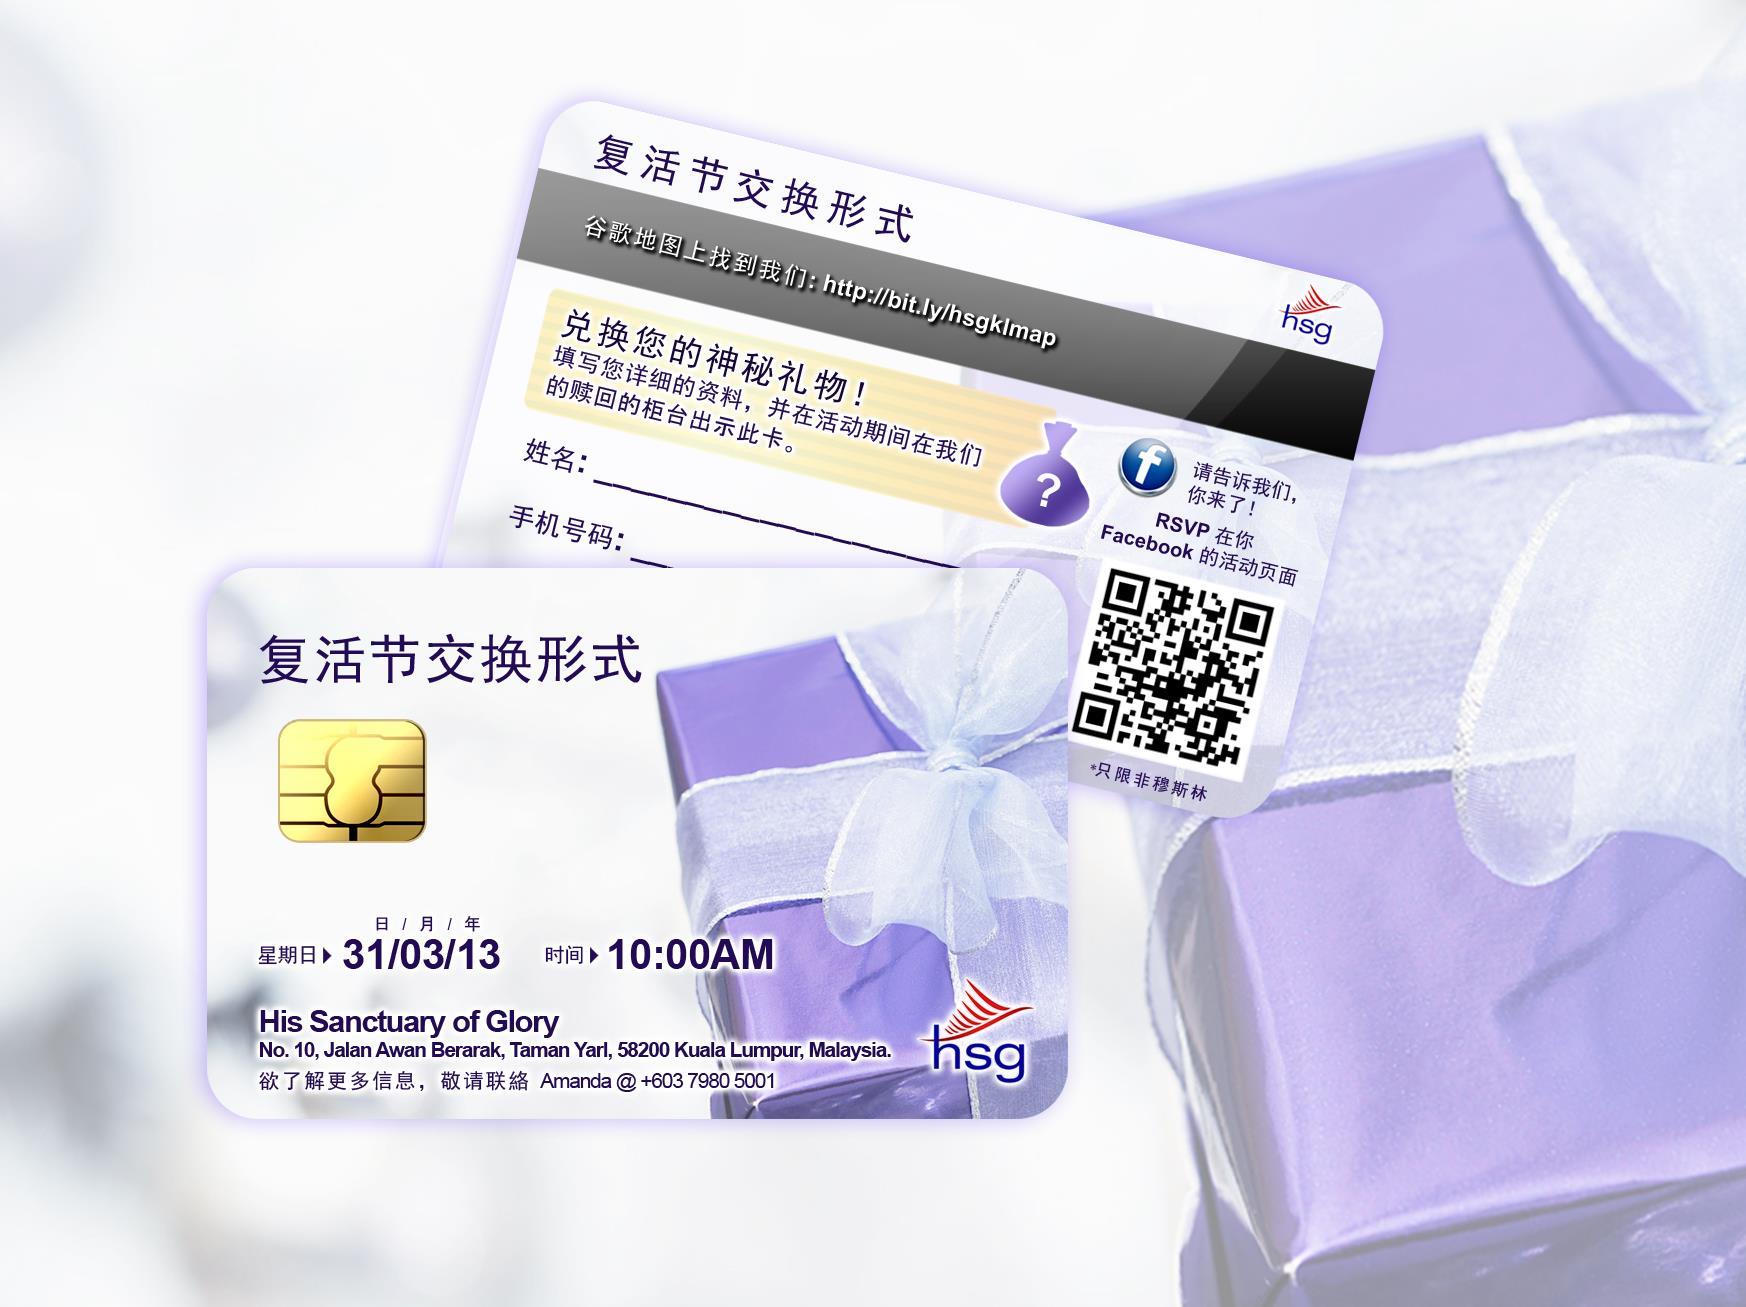 复活节交换形式
谷歌地图上找到我们: http://bit.ly/hsgklmap
hsg
兑换您的神秘礼物!
填写您详细的资料，并在活动期间在我们
的赎回的柜台出示此卡。
?
姓名: ____________________
手机号码: __
f
请告诉我们,
你来了!
RSVP 在你
Facebook 的活动页面
*只限非穆斯林
复活节交换形式
日 / 月 / 年
星期日 31/03/13 时间 10:00AM
His Sanctuary of Glory
No. 10, Jalan Awan Berarak, Taman Yarl, 58200 Kuala Lumpur, Malaysia.
欲了解更多信息，敬请联络 Amanda @ +603 7980 5001
hsg